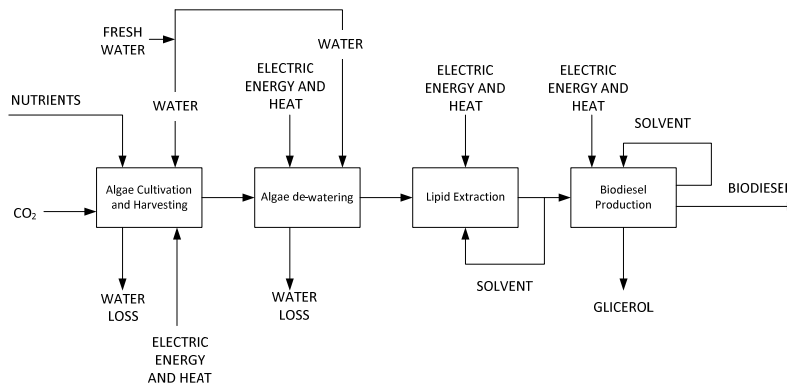 FRESH
WATER
WATER
ELECTRIC
ENERGY AND
HEAT
ELECTRIC
ENERGY AND
HEAT
ELECTRIC
ENERGY AND
HEAT
NUTRIENTS
WATER
SOLVENT
Algae Cultivation
and Harvesting
Algae de-watering
Lipid Extraction
Biodiesel
Production
BIODIESEL
CO₂
WATER
LOSS
WATER
LOSS
SOLVENT
GLICEROL
ELECTRIC
ENERGY
AND HEAT